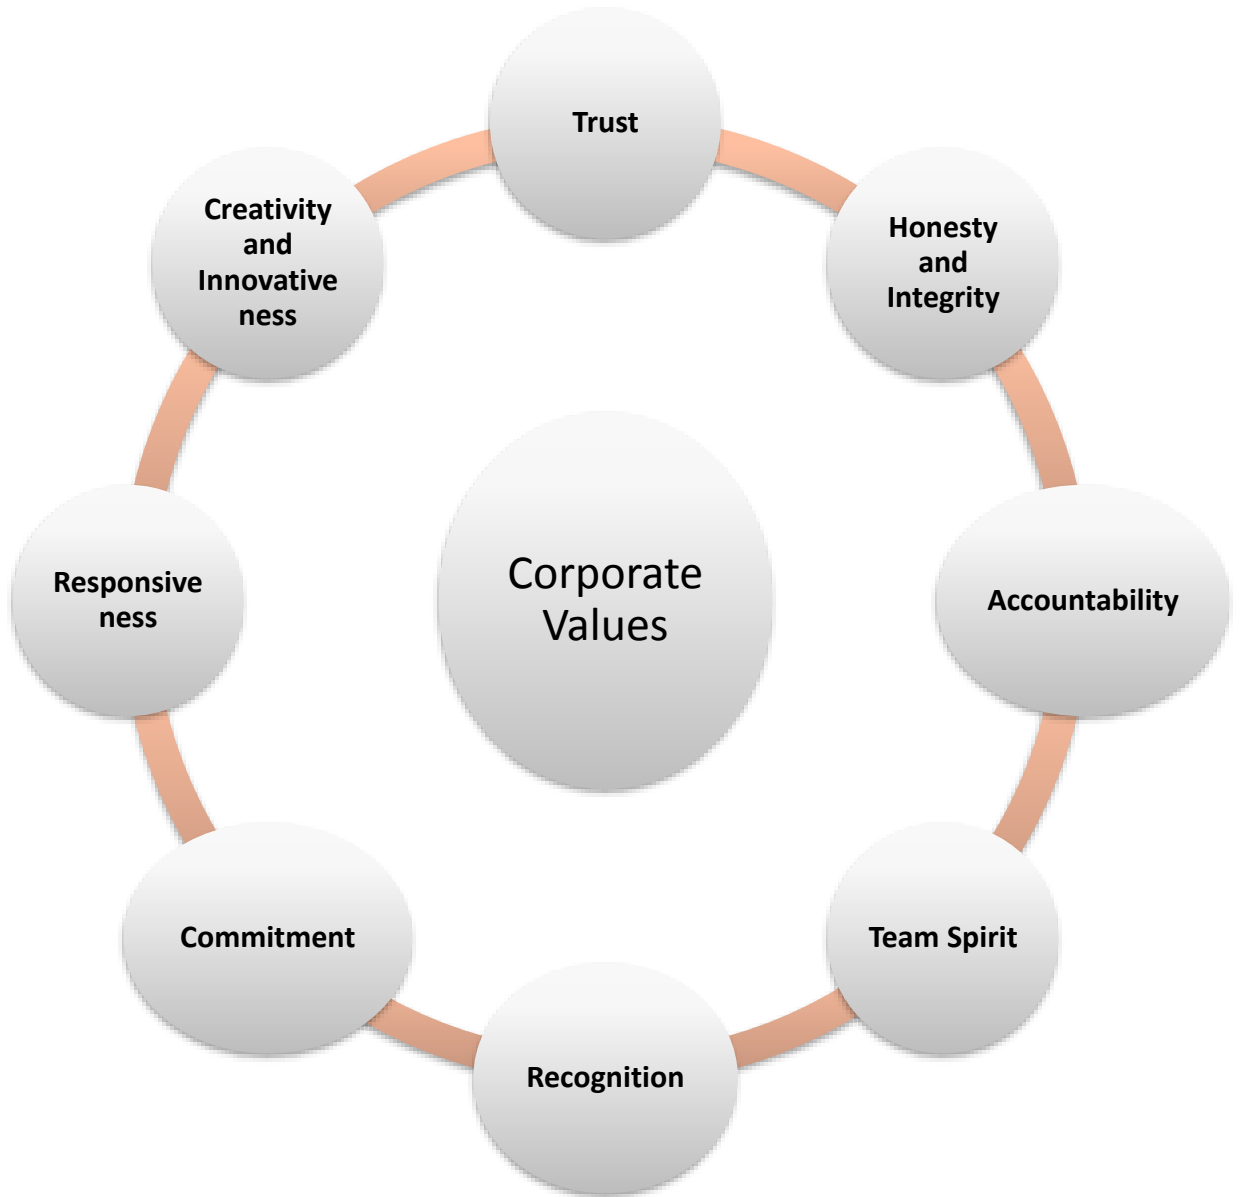 Trust
Honesty
and
Integrity
Accountability
Team Spirit
Recognition
Commitment
Responsive
ness
Creativity
and
Innovative
ness
Corporate
Values